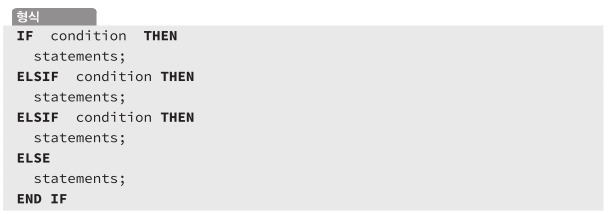 형식
IF condition THEN
statements;
ELSIF condition THEN
statements;
ELSIF condition THEN
statements;
ELSE
statements;
END IF